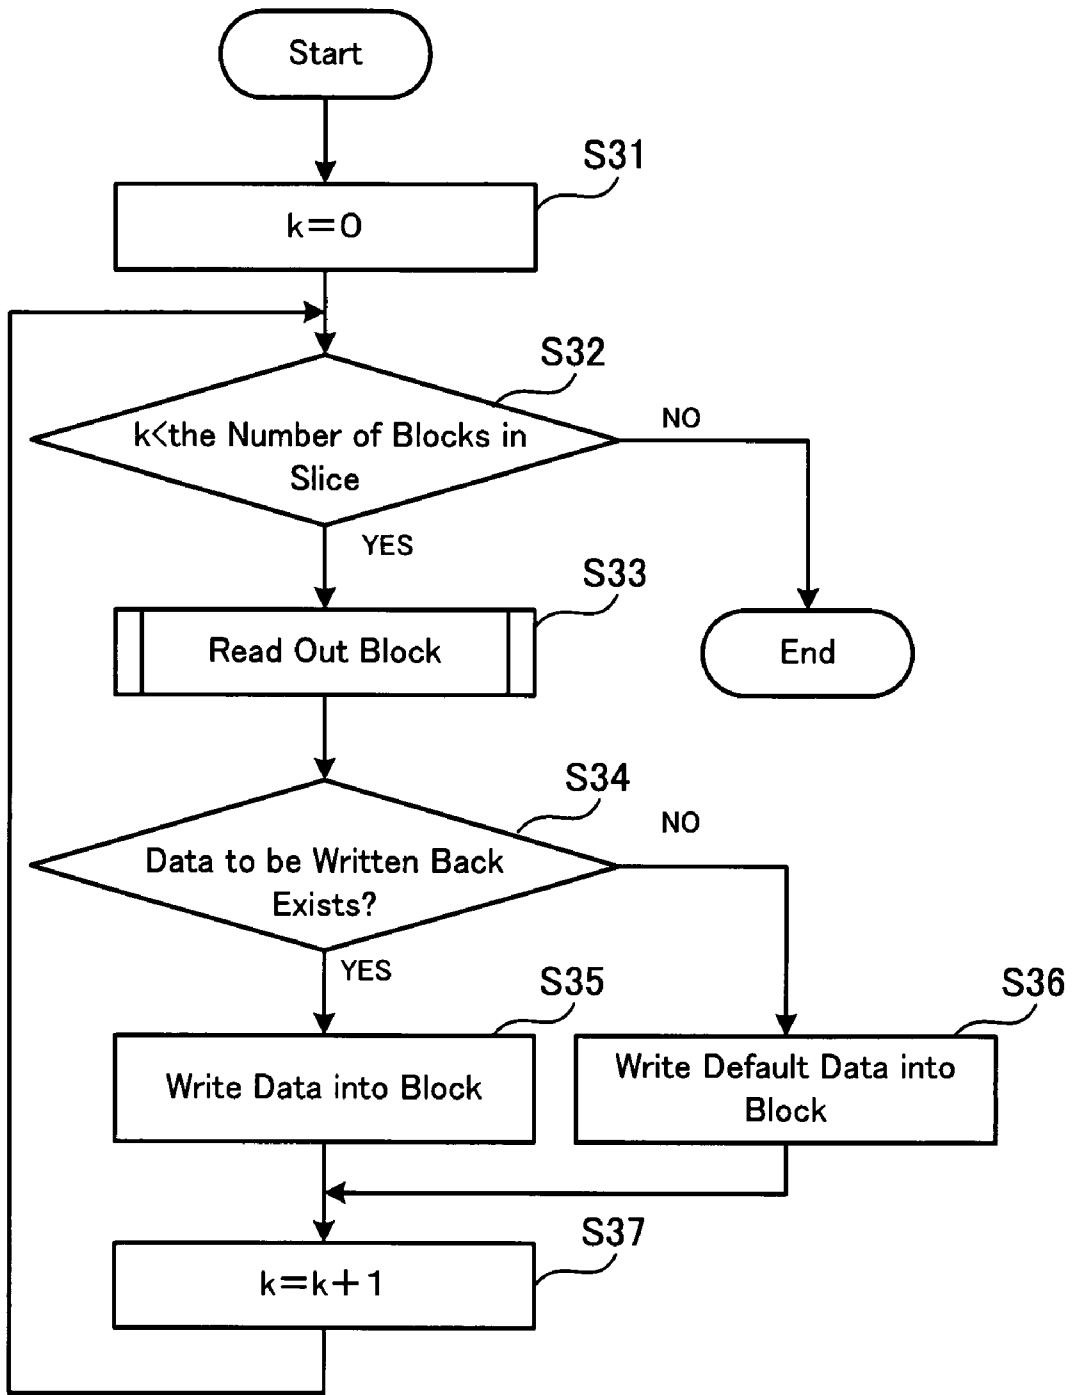 Start
S31
k=0
S32
k<the Number of Blocks in
Slice
NO
YES
S33
Read Out Block
End
S34
NO
Data to be Written Back
Exists?
YES
S35
S36
Write Data into Block
Write Default Data into
Block
S37
k=k+1